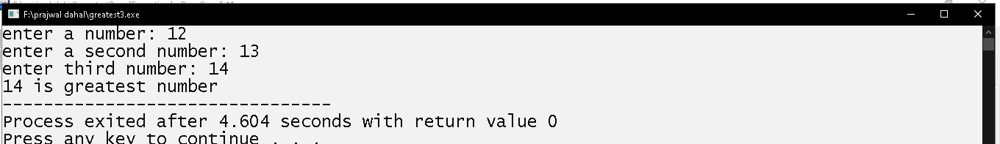 F:\prajwal dahal\greatest3.exe
enter a number: 12
enter a second number: 13
enter third number: 14
14 is greatest number
--------------------------------
Process exited after 4.604 seconds with return value 0
Press any key to continue . . .